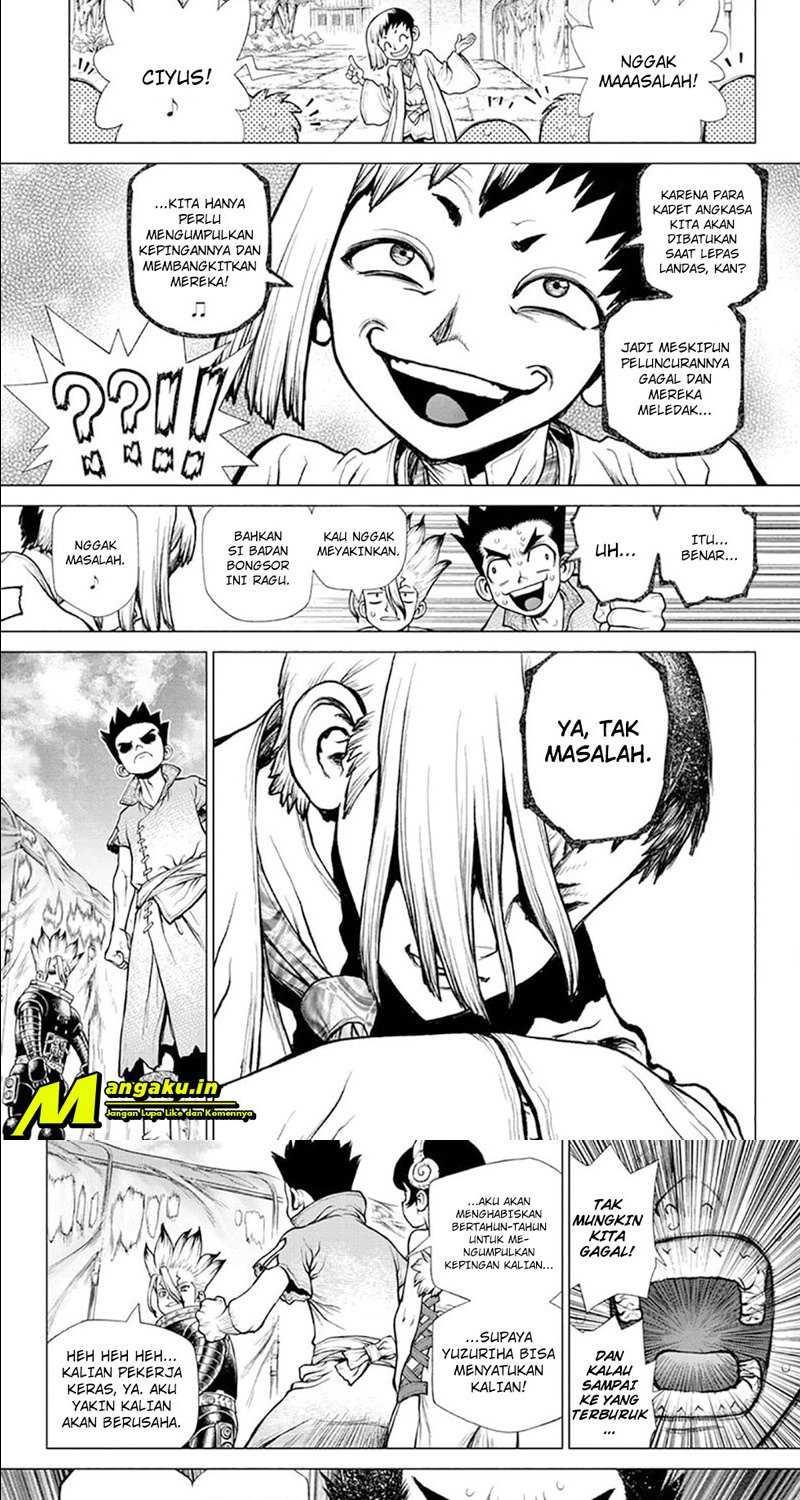 NGGAK
MAAASALAH!
CIYUS!
♪
KARENA PARA
KADET ANGKASA
KITA AKAN
DIBATUKAN
SAAT LEPAS
LANDAS, KAN?
JADI MESKIPUN
PELUNCURANNYA
GAGAL DAN
MEREKA
MELEDAK...
...KITA HANYA
PERLU
MENGUMPULKAN
KEPINGANNYA DAN
MEMBANGKITKAN
MEREKA!
♫
??!!
ITU...
BENAR...
UH...
KAU NGGAK
MEYAKINKAN.
BAHKAN
SI BADAN
BONGSOR
INI RAGU.
NGGAK
MASALAH.
♪
YA, TAK
MASALAH.
Mangaku.in
Jangan Lupa Like dan Komennya
TAK
MUNGKIN
KITA
GAGAL!
DAN
KALAU
SAMPAI
KE YANG
TERBURUK
...
...AKU AKAN
MENGHABISKAN
BERTAHUN-TAHUN
UNTUK ME-
NGUMPULKAN
KEPINGAN KALIAN...
...SUPAYA
YUZURIHA BISA
MENYATUKAN
KALIAN!
HEH HEH HEH...
KALIAN PEKERJA
KERAS, YA. AKU
YAKIN KALIAN
AKAN BERUSAHA.